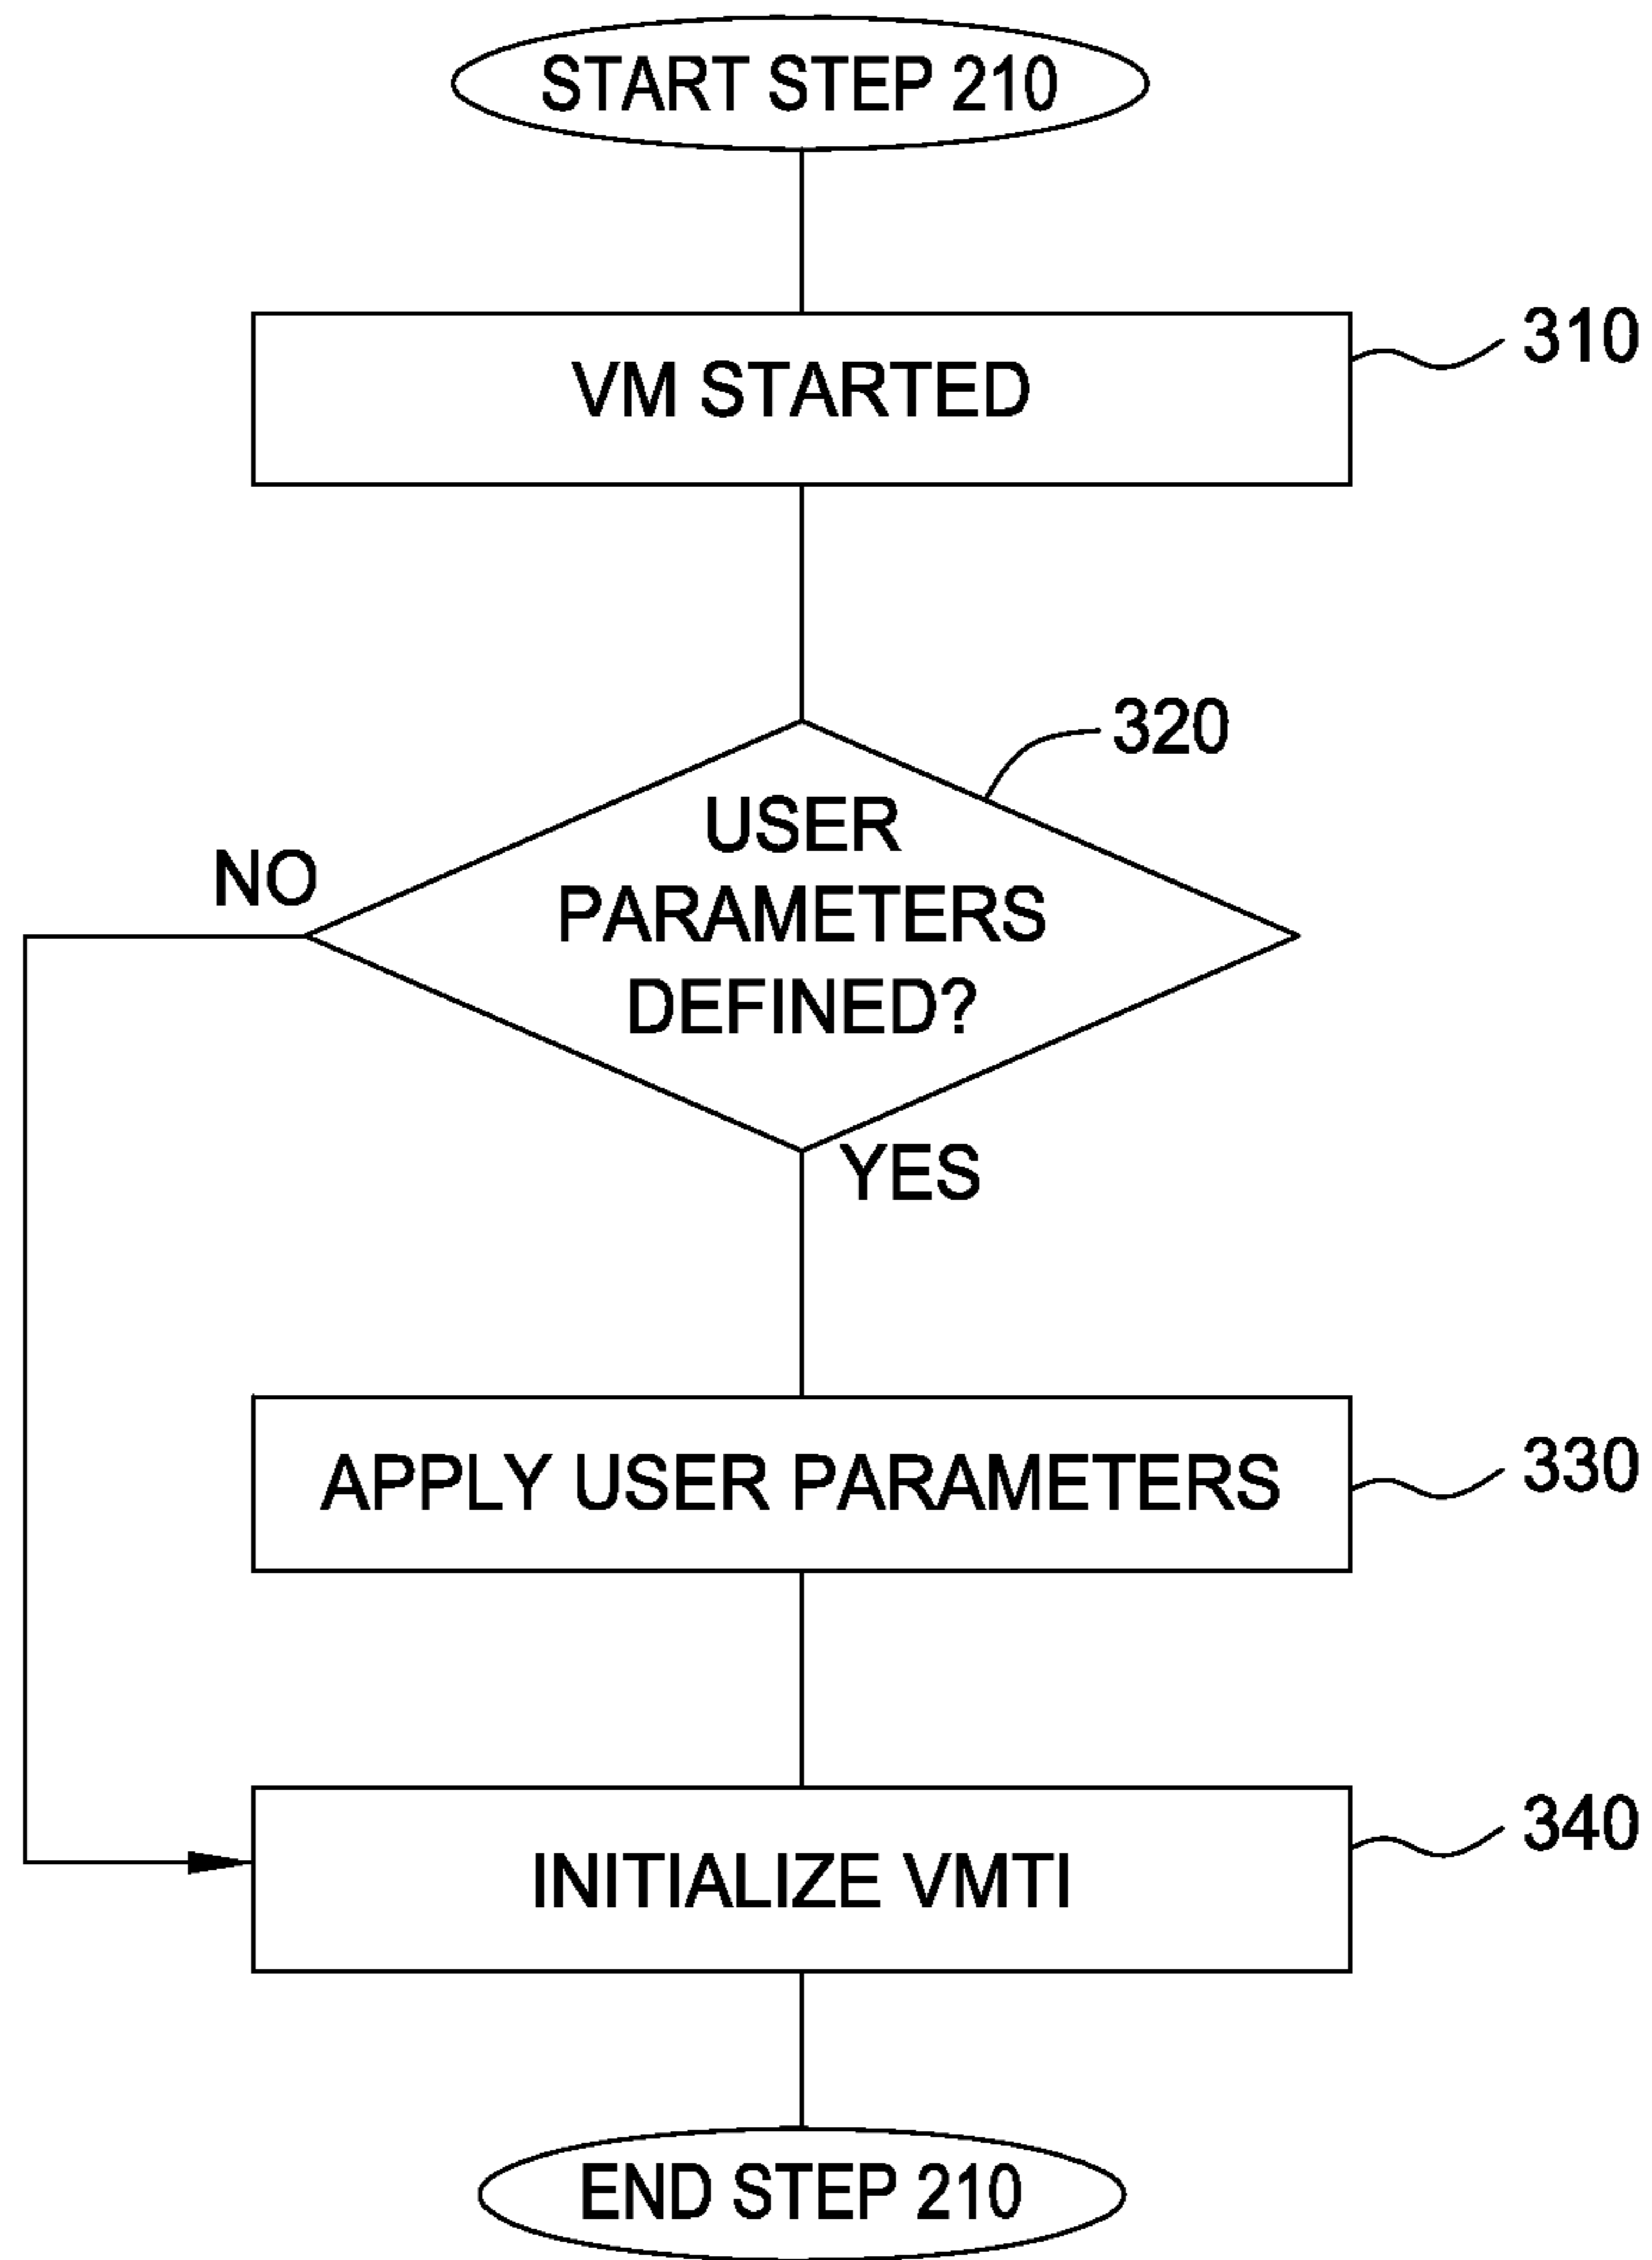 START STEP 210
VM STARTED
310
320
USER
PARAMETERS
DEFINED?
NO
YES
APPLY USER PARAMETERS
330
INITIALIZE VMTI
340
END STEP 210